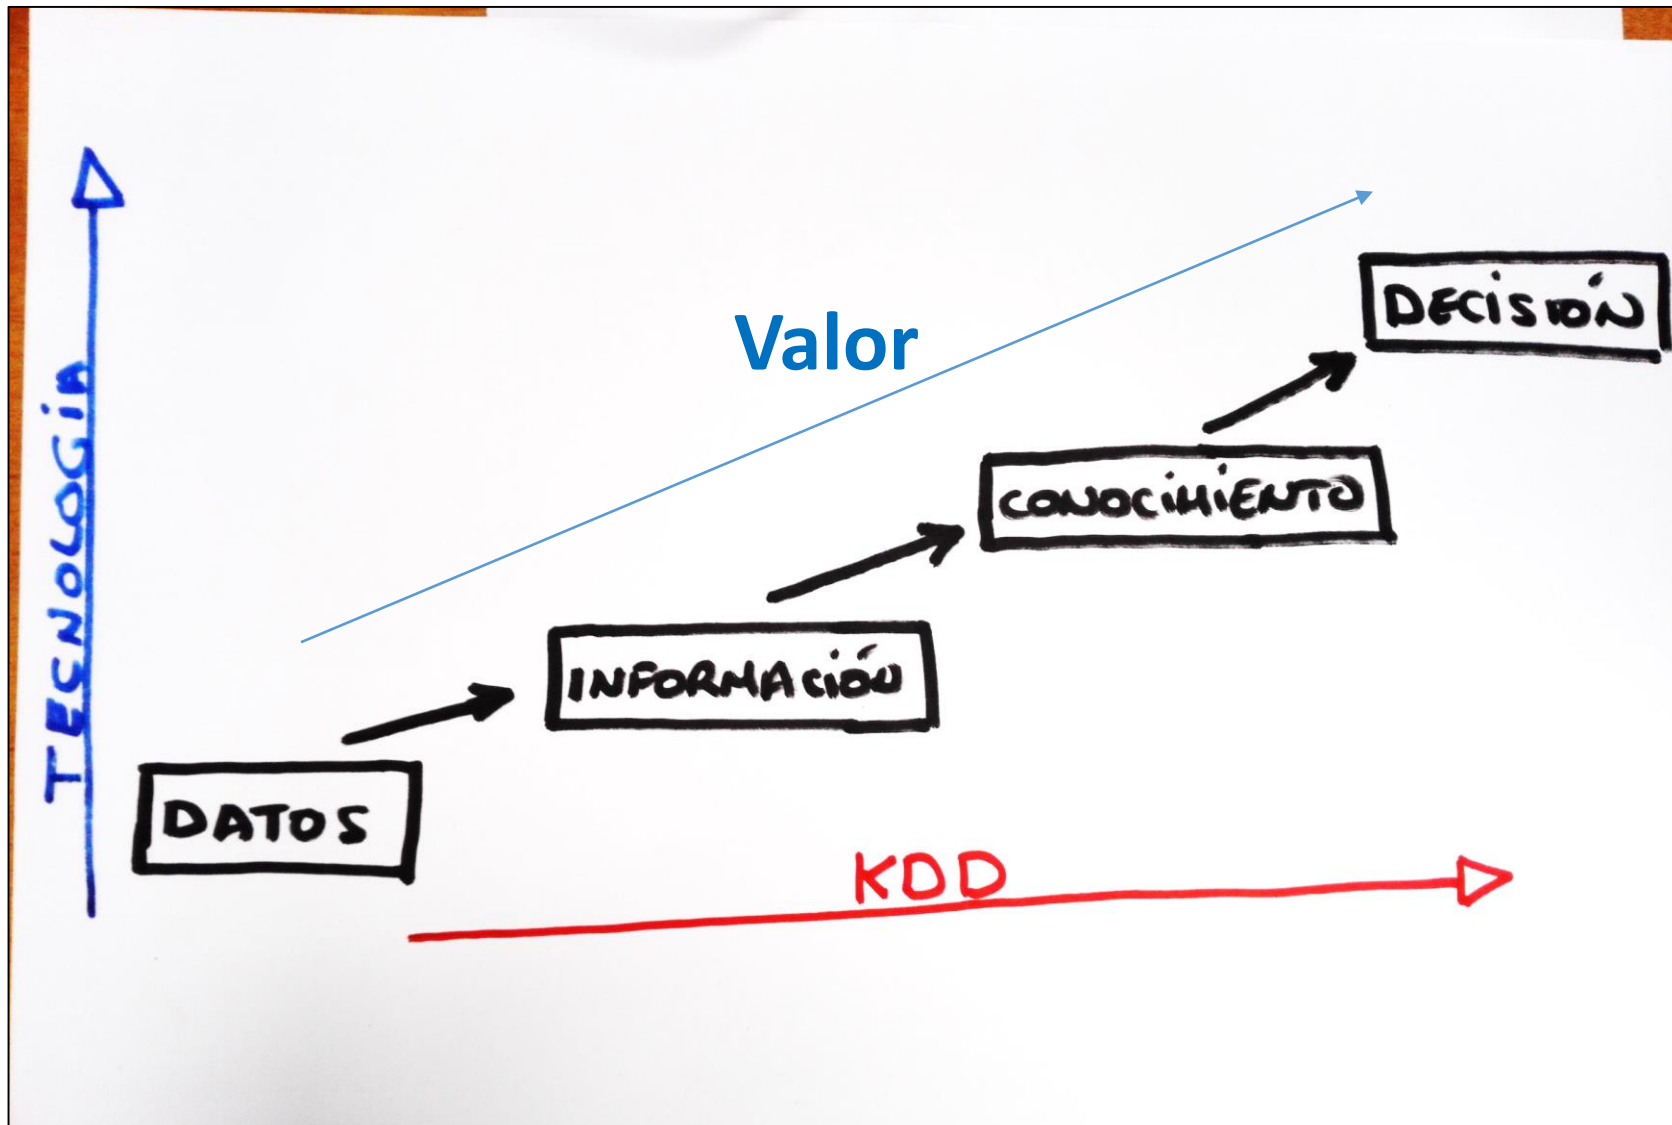 TECNOLOGÍA
Valor
DECISIÓN
CONOCIMIENTO
INFORMACIÓN
DATOS
KDD